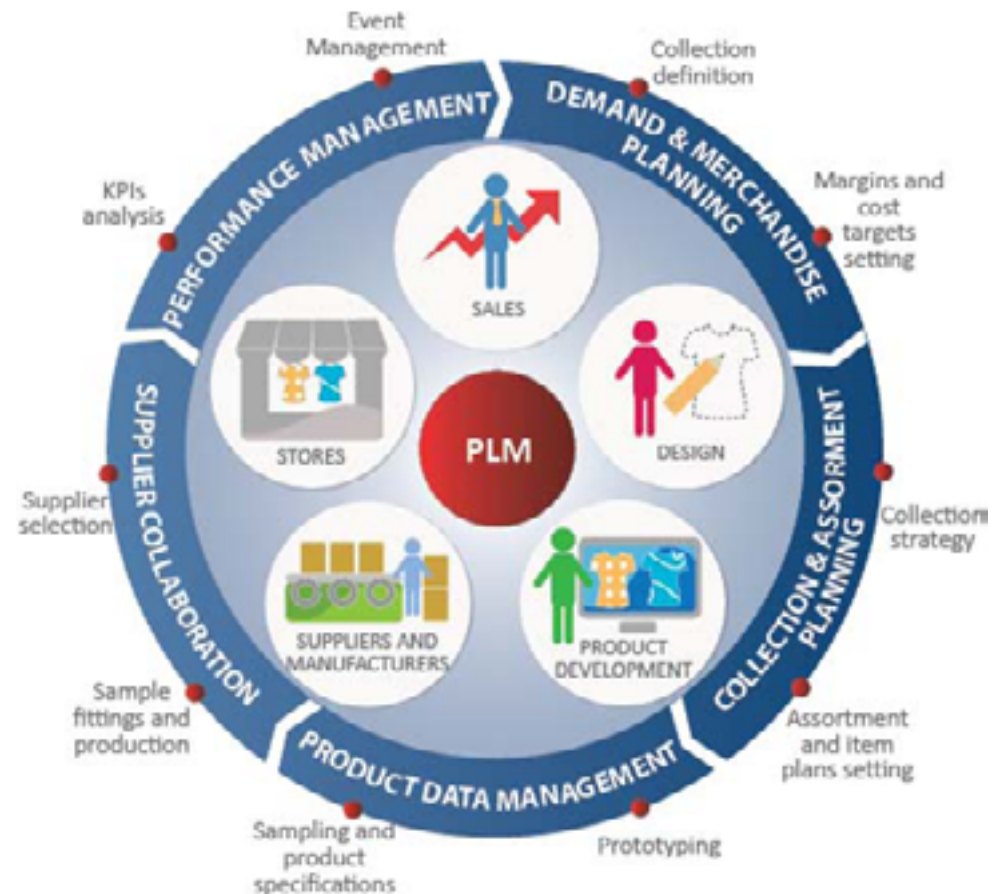 Event
Management
Collection
definition
PERFORMANCE MANAGEMENT
DEMAND & MERCHANDISE
PLANNING
KPIs
analysis
Margins and
cost
targets
setting
SALES
STORES
PLM
DESIGN
SUPPLIER COLLABORATION
COLLECTION & ASSORMENT
PLANNING
Supplier
selection
Collection
strategy
SUPPLIERS AND
MANUFACTURERS
PRODUCT
DEVELOPMENT
Sample
fittings and
production
Assortment
and item
plans setting
PRODUCT DATA MANAGEMENT
Sampling and
product
specifications
Prototyping